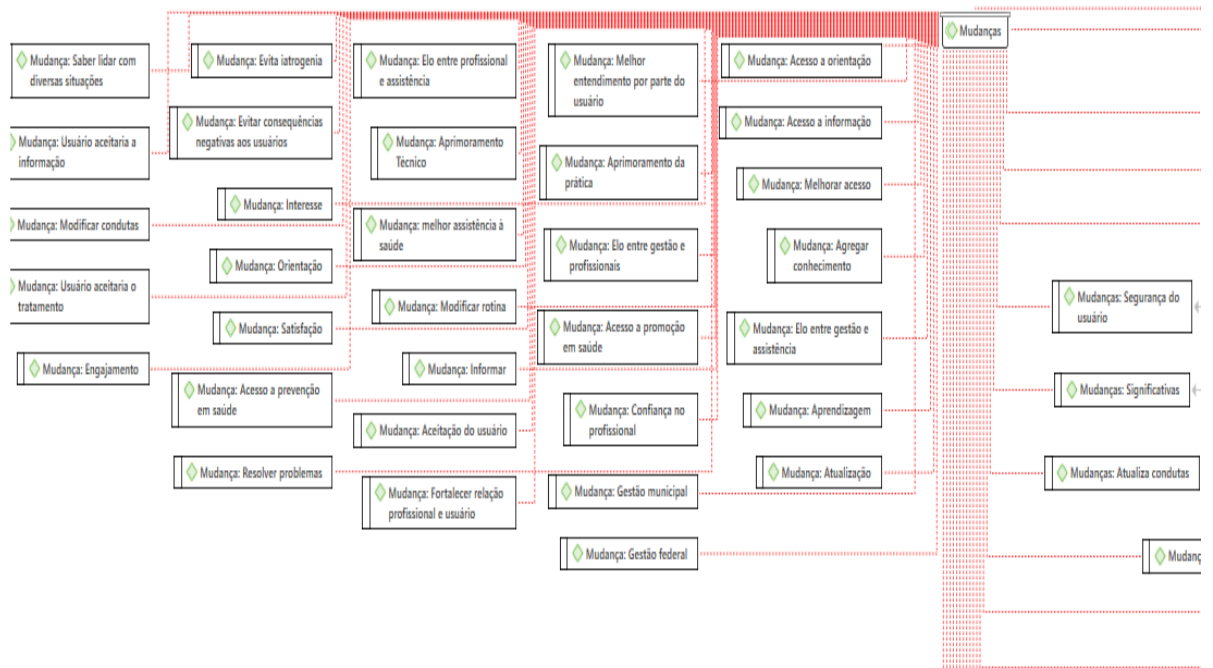 Mudanças
Mudança: Saber lidar com
diversas situações
Mudança: Usuário aceitaria a
informação
Mudança: Modificar condutas
Mudança: Usuário aceitaria o
tratamento
Mudança: Engajamento
Mudança: Evita iatrogenia
Mudança: Evitar consequências
negativas aos usuários
Mudança: Interesse
Mudança: Orientação
Mudança: Satisfação
Mudança: Acesso a prevenção
em saúde
Mudança: Resolver problemas
Mudança: Elo entre profissional
e assistência
Mudança: Aprimoramento
Técnico
Mudança: melhor assistência à
saúde
Mudança: Modificar rotina
Mudança: Informar
Mudança: Aceitação do usuário
Mudança: Fortalecer relação
profissional e usuário
Mudança: Melhor
entendimento por parte do
usuário
Mudança: Aprimoramento da
prática
Mudança: Elo entre gestão e
profissionais
Mudança: Acesso a promoção
em saúde
Mudança: Confiança no
profissional
Mudança: Gestão municipal
Mudança: Gestão federal
Mudança: Acesso a orientação
Mudança: Acesso a informação
Mudança: Melhorar acesso
Mudança: Agregar
conhecimento
Mudança: Elo entre gestão e
assistência
Mudança: Aprendizagem
Mudança: Atualização
Mudanças: Segurança do
usuário
Mudanças: Significativas
Mudanças: Atualiza condutas